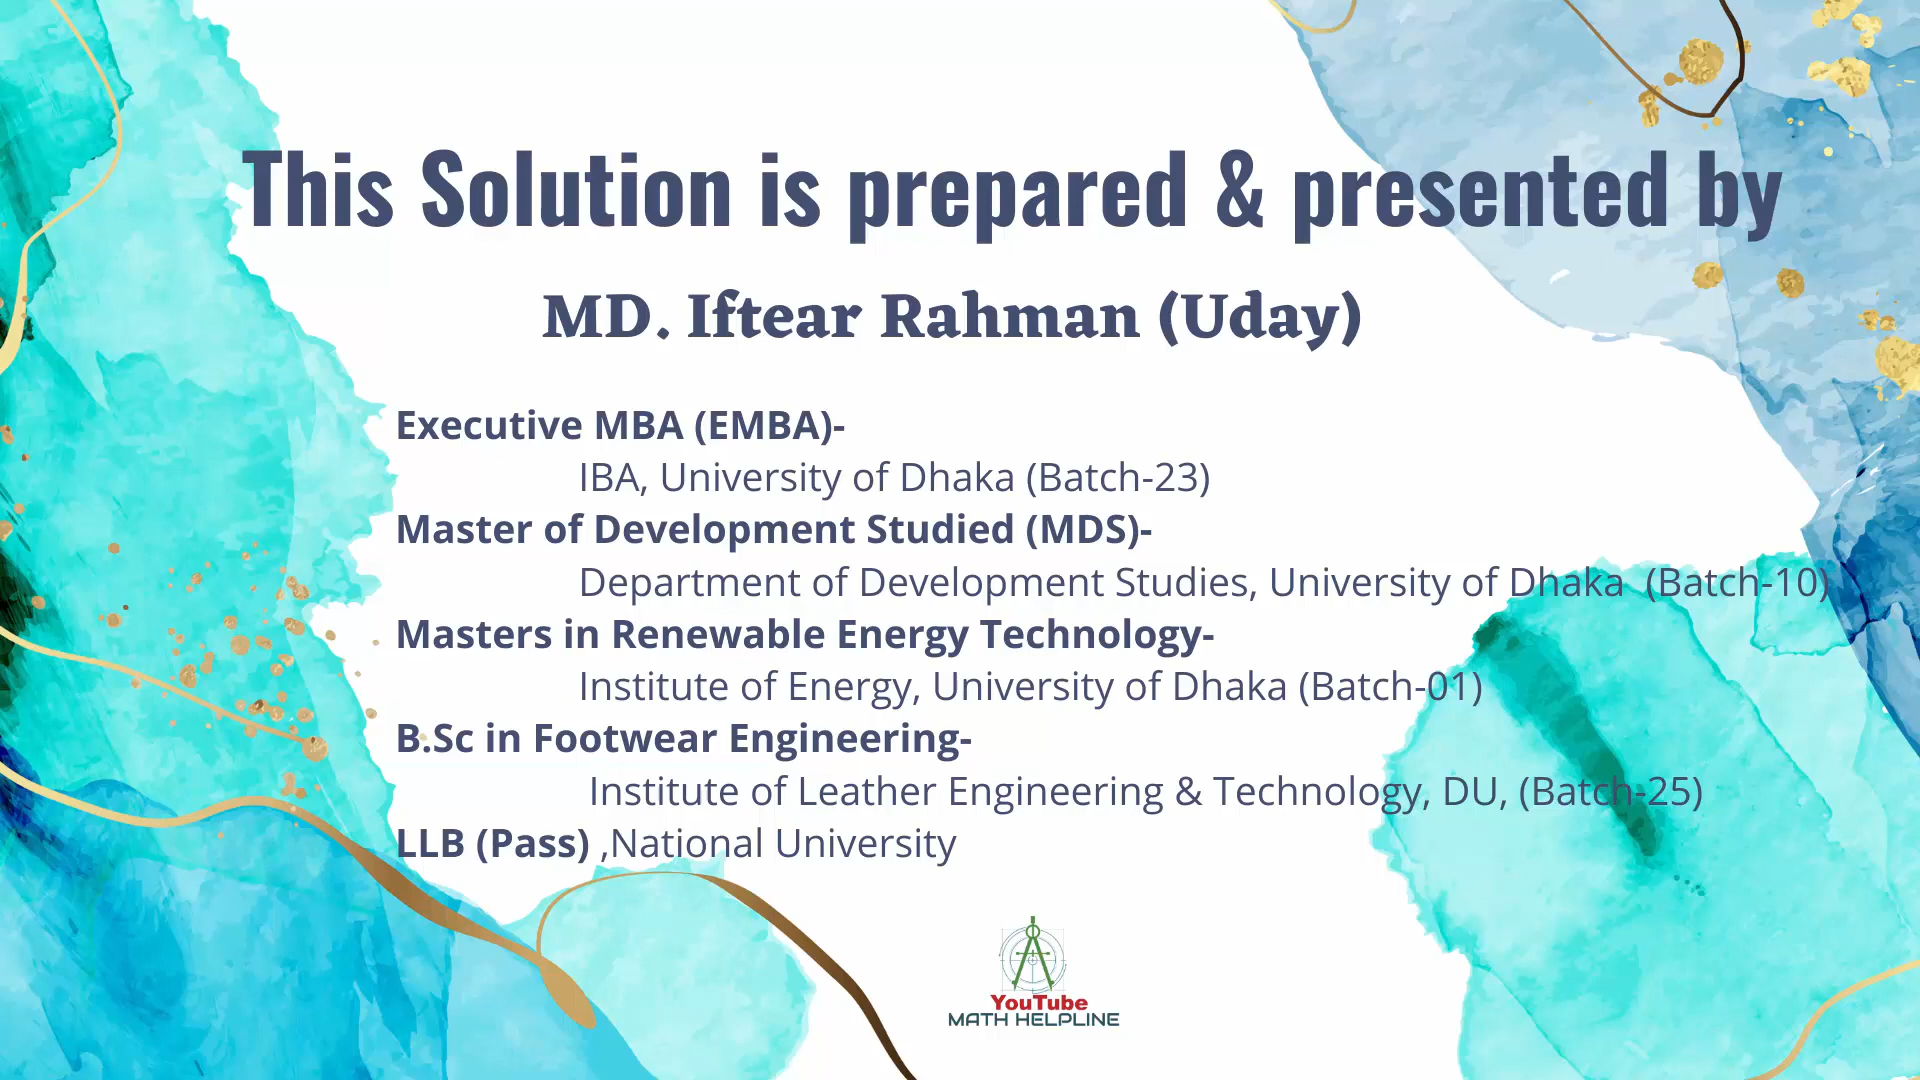 This Solution is prepared & presented by
MD. Iftear Rahman (Uday)
Executive MBA (EMBA)-
IBA, University of Dhaka (Batch-23)
Master of Development Studied (MDS)-
Department of Development Studies, University of Dhaka (Batch-10)
Masters in Renewable Energy Technology-
Institute of Energy, University of Dhaka (Batch-01)
B.Sc in Footwear Engineering-
Institute of Leather Engineering & Technology, DU, (Batch-25)
LLB (Pass) ,National University
YouTube
MATH HELPLINE